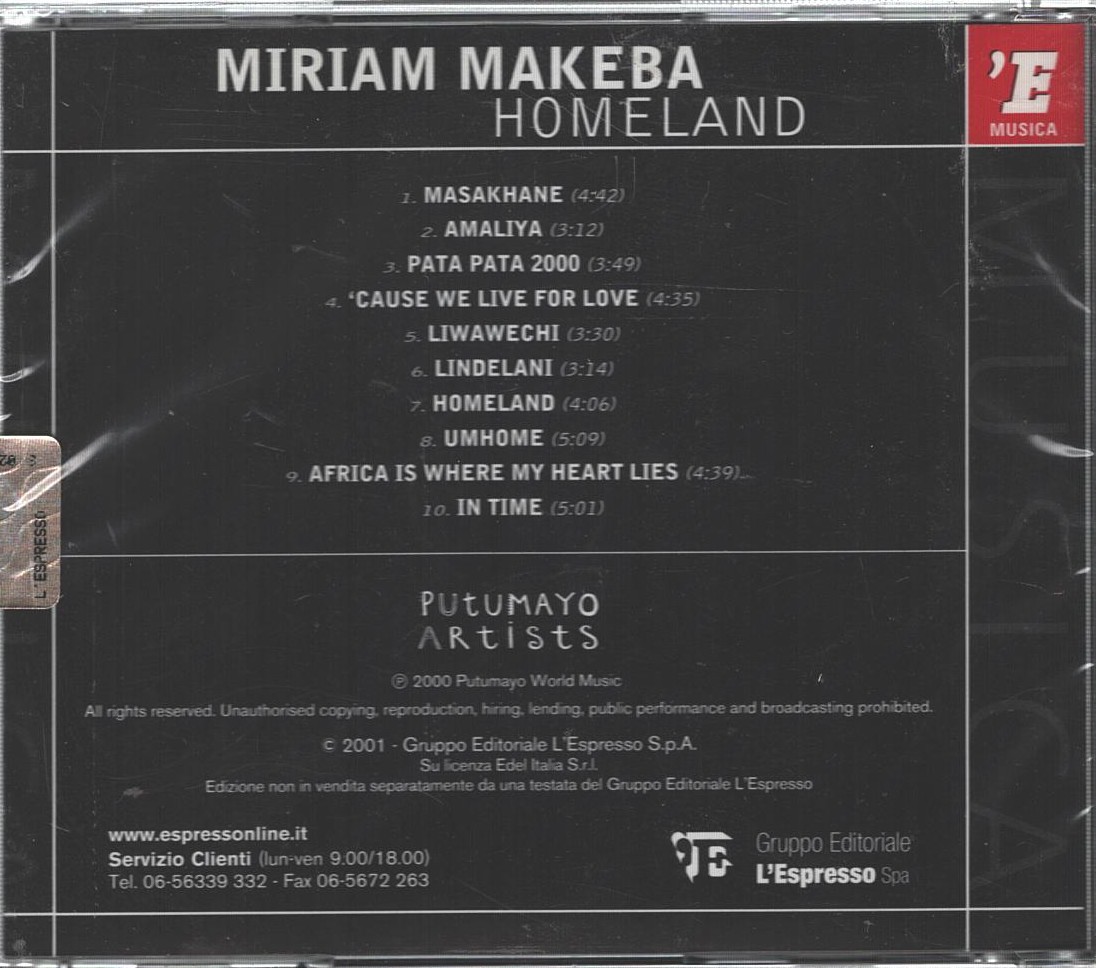 MIRIAM MAKEBA
HOMELAND
'E
MUSICA
1. MASAKHANE (4:42)
2. AMALIYA (3:12)
3. PATA PATA 2000 (3:49)
4. ‘CAUSE WE LIVE FOR LOVE (4:35)
5. LIWAWECHI (3:30)
6. LINDELANI (3:14)
7. HOMELAND (4:06)
8. UMHOME (5:09)
9. AFRICA IS WHERE MY HEART LIES (4:39)
10. IN TIME (5:01)
MUSICA
L'ESPRESSO
PUTUMAYO
ARTISTS
℗ 2000 Putumayo World Music
All rights reserved. Unauthorised copying, reproduction, hiring, lending, public performance and broadcasting prohibited.
© 2001 - Gruppo Editoriale L'Espresso S.p.A.
Su licenza Edel Italia S.r.l.
Edizione non in vendita separatamente da una testata del Gruppo Editoriale L'Espresso
www.espressonline.it
Servizio Clienti (lun-ven 9.00/18.00)
Tel. 06-56339 332 - Fax 06-5672 263
Gruppo Editoriale
L'Espresso Spa